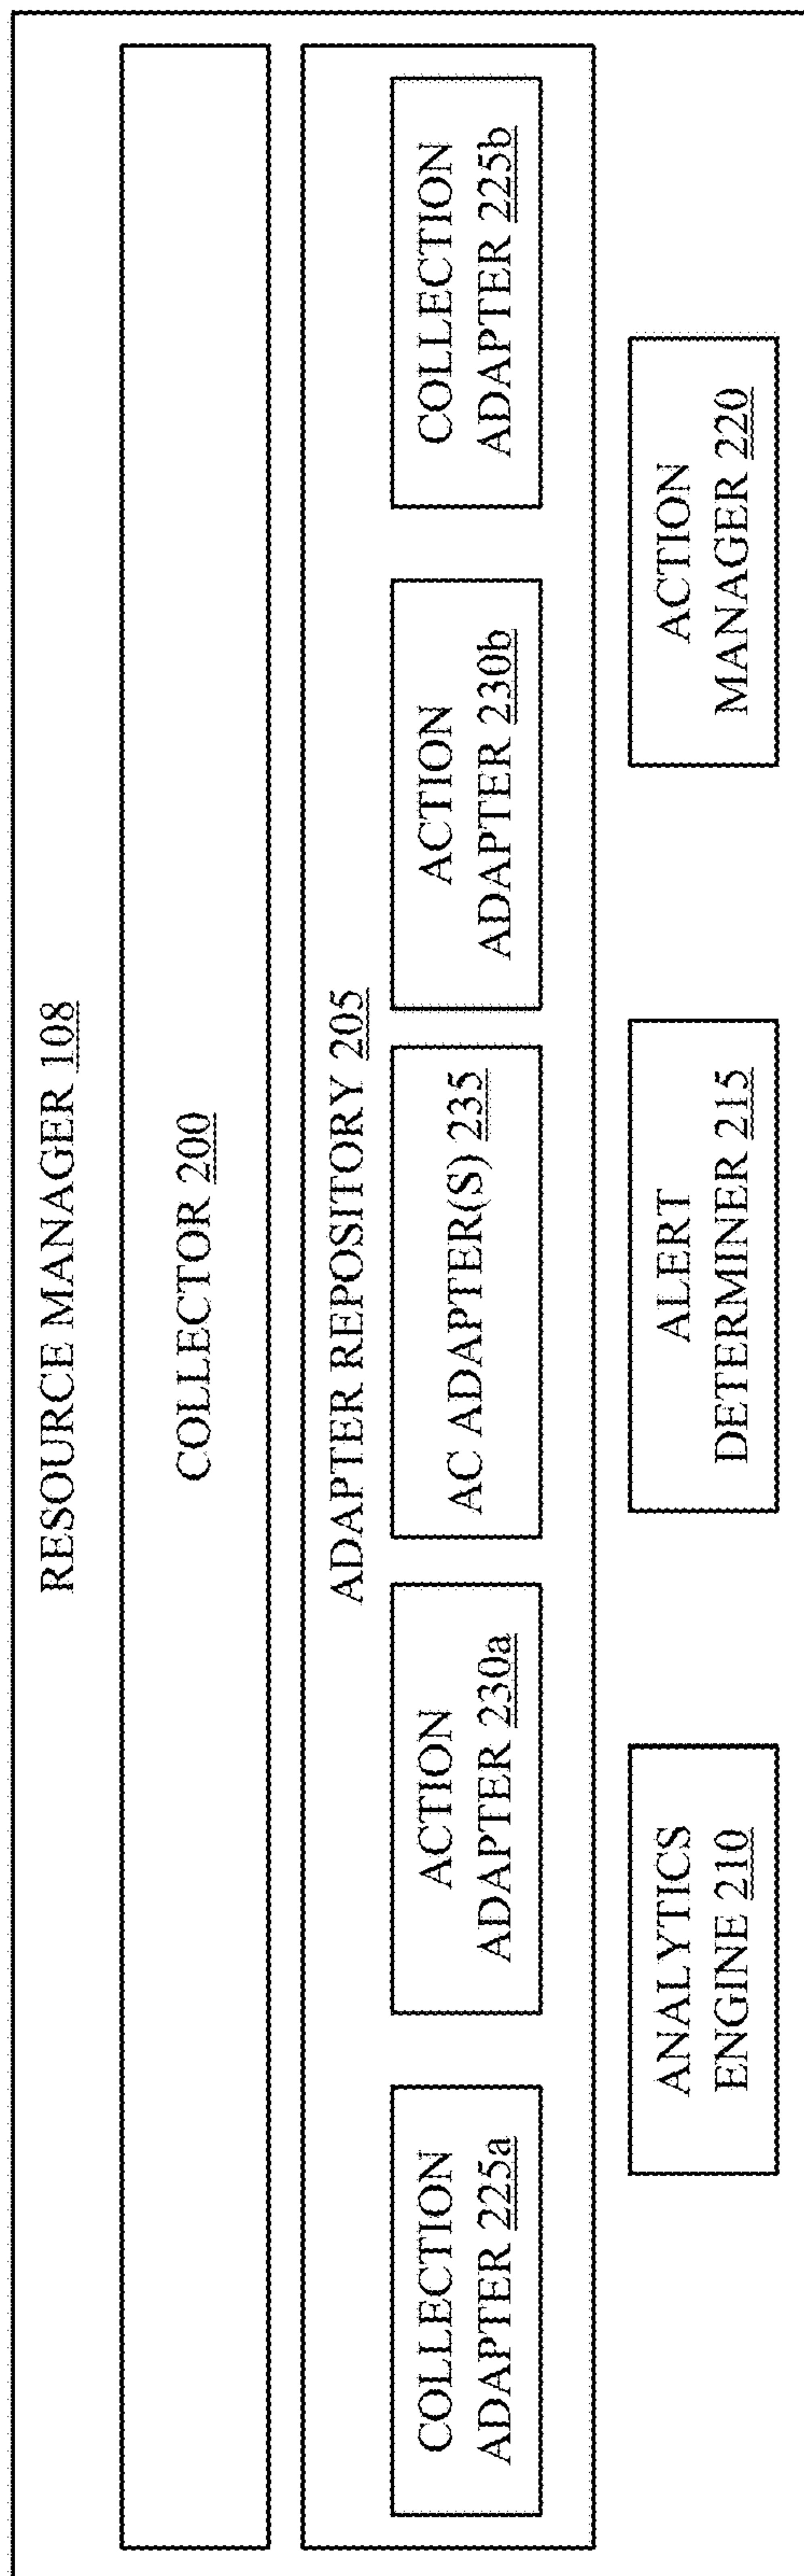 RESOURCE MANAGER 108
COLLECTOR 200
ADAPTER REPOSITORY 205
COLLECTION
ADAPTER 225a
ACTION
ADAPTER 230a
AC ADAPTER(S) 235
ACTION
ADAPTER 230b
COLLECTION
ADAPTER 225b
ANALYTICS
ENGINE 210
ALERT
DETERMINER 215
ACTION
MANAGER 220